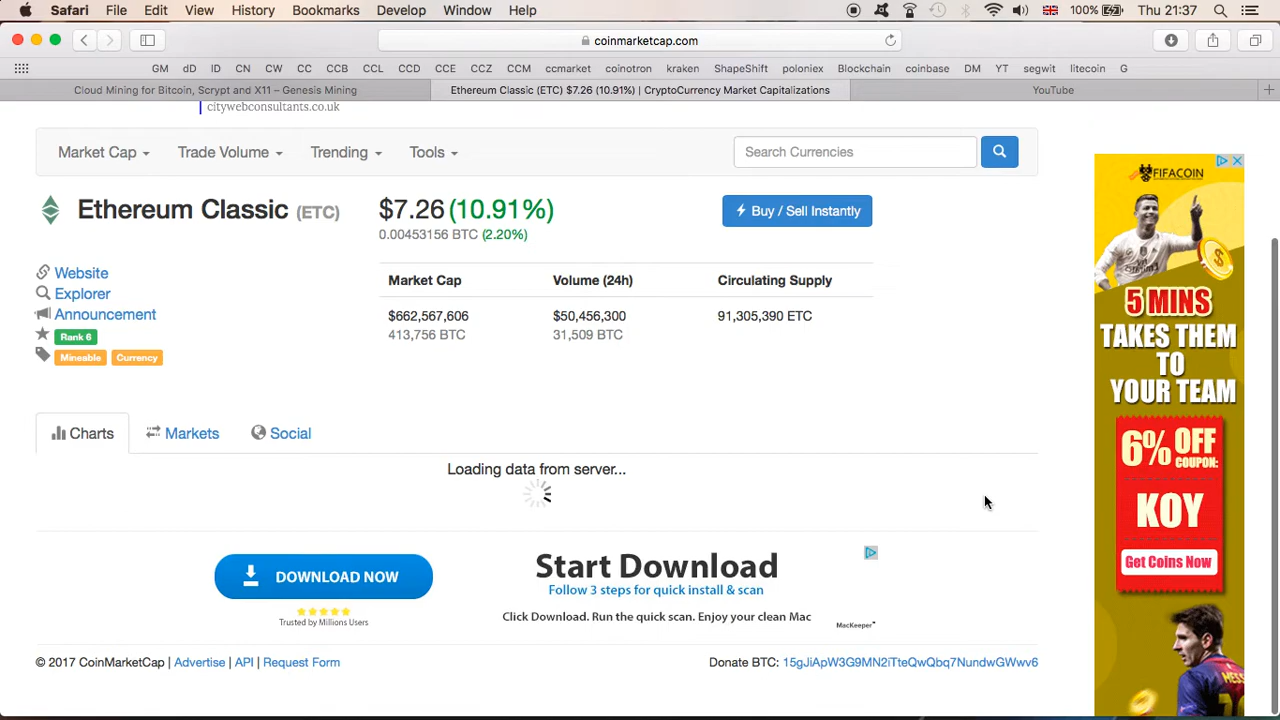 Safari File Edit View History Bookmarks Develop Window Help 100% Thu 21:37
coinmarketcap.com
GM dD ID CN CW CC CCB CCL CCD CCE CCZ CCM ccmarket coinotron kraken ShapeShift poloniex Blockchain coinbase DM YT segwit litecoin G
Cloud Mining for Bitcoin, Scrypt and X11 – Genesis Mining Ethereum Classic (ETC) $7.26 (10.91%) | CryptoCurrency Market Capitalizations YouTube
citywebconsultants.co.uk
Market Cap Trade Volume Trending Tools Search Currencies
Ethereum Classic (ETC) $7.26 (10.91%) Buy / Sell Instantly
0.00453156 BTC (2.20%)
Website
Explorer
Announcement
Rank 6
Mineable Currency
Market Cap Volume (24h) Circulating Supply
$662,567,606 $50,456,300 91,305,390 ETC
413,756 BTC 31,509 BTC
Charts Markets Social
Loading data from server...
DOWNLOAD NOW
Trusted by Millions Users
Start Download
Follow 3 steps for quick install & scan
Click Download. Run the quick scan. Enjoy your clean Mac
MacKeeper
© 2017 CoinMarketCap | Advertise | API | Request Form
Donate BTC: 15gJiApW3G9MN2iTteQwQbq7NundwGWwv6
FIFACOIN
5 MINS
TAKES THEM
TO
YOUR TEAM
6% OFF
COUPON:
KOY
Get Coins Now